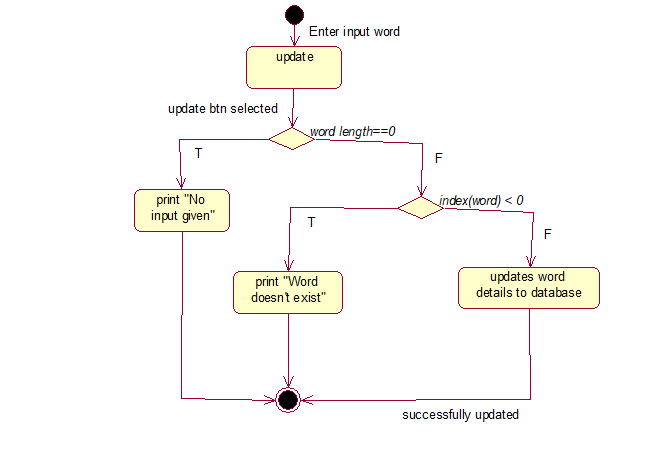 Enter input word
update
update btn selected
word length==0
T
F
print "No
input given"
index(word) < 0
T
F
print "Word
doesn't exist"
updates word
details to database
successfully updated